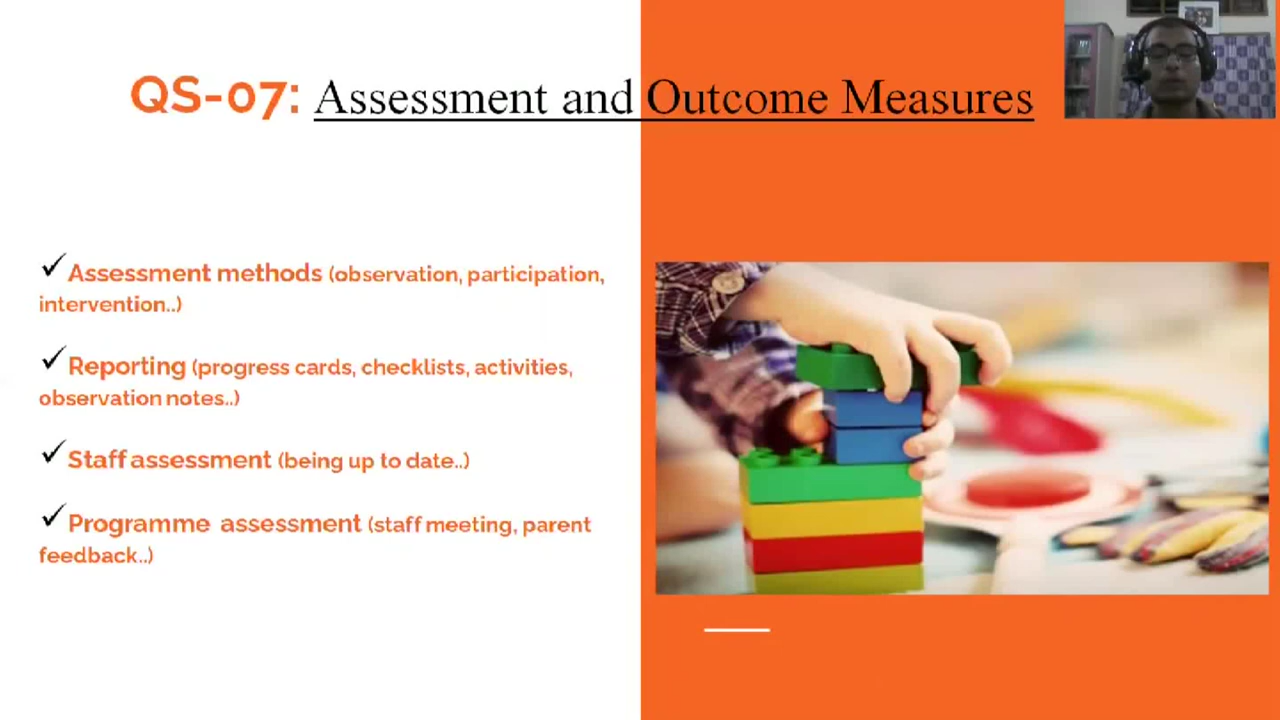 QS-07: Assessment and Outcome Measures
✓Assessment methods (observation, participation,
intervention..)
✓Reporting (progress cards, checklists, activities,
observation notes..)
✓Staff assessment (being up to date..)
✓Programme assessment (staff meeting, parent
feedback..)